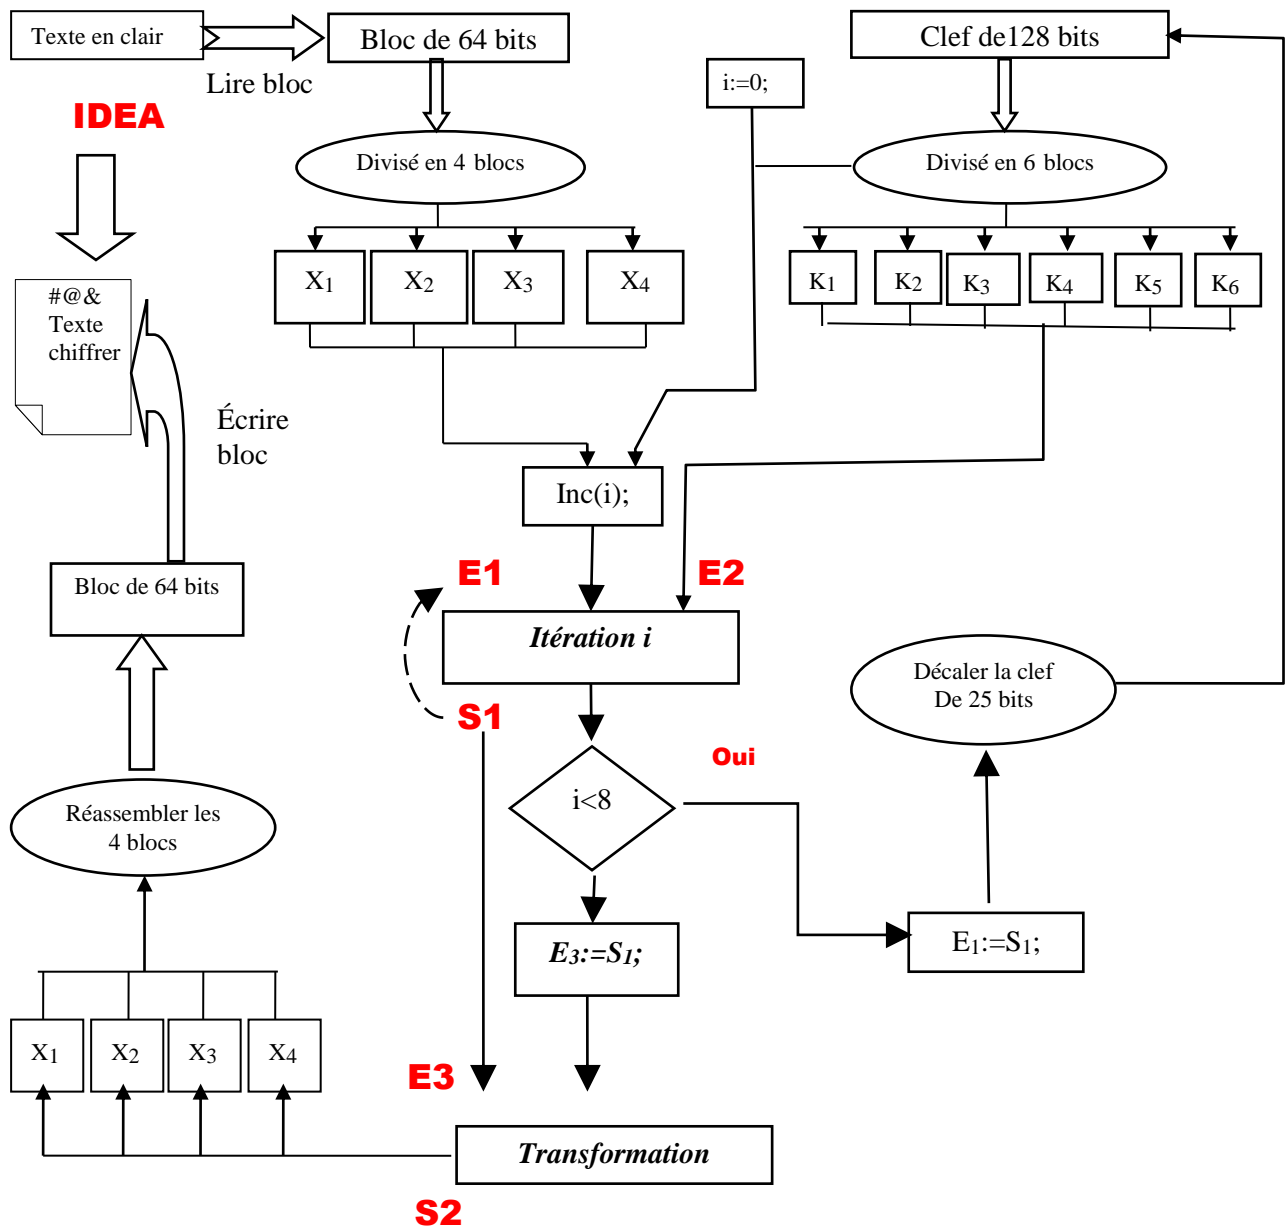 Texte en clair
Bloc de 64 bits
Clef de128 bits
Lire bloc
i:=0;
IDEA
Divisé en 4 blocs
Divisé en 6 blocs
X1
X2
X3
X4
K1
K2
K3
K4
K5
K6
#@&
Texte
chiffrer
Écrire
bloc
Inc(i);
E1
E2
Bloc de 64 bits
Itération i
Décaler la clef
De 25 bits
S1
Oui
i<8
Réassembler les
4 blocs
E3:=S1;
E1:=S1;
X1
X2
X3
X4
E3
Transformation
S2